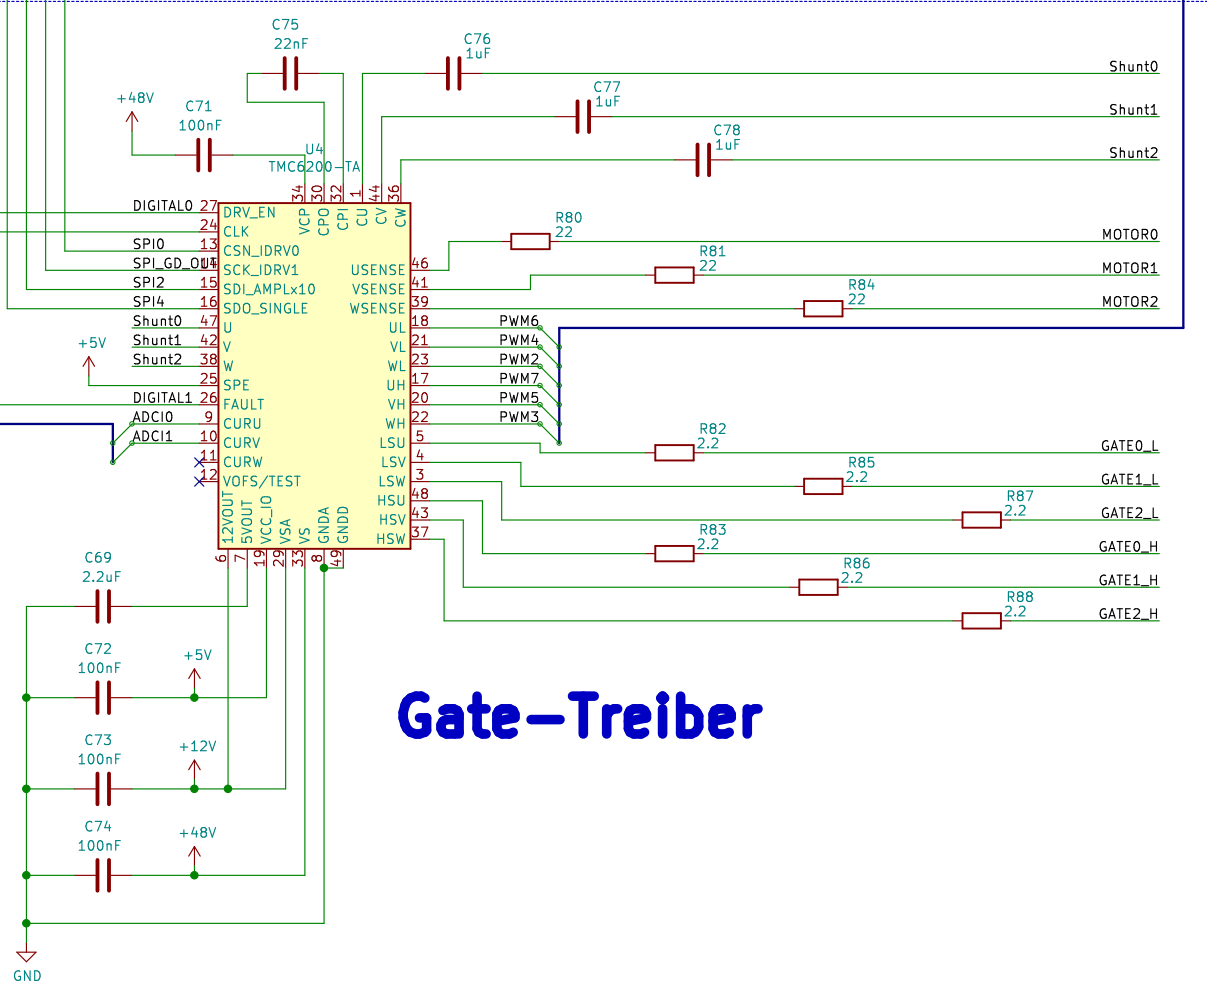 C75
22nF
C76
1uF
Shunt0
C77
1uF
Shunt1
C78
1uF
Shunt2
+48V
C71
100nF
U4
TMC6200-TA
34
30
32
1
44
36
VCP
CPO
CPI
CU
CV
CW
DIGITAL0 27 DRV_EN
24 CLK
SPI0 13 CSN_IDRV0
SPI_GD_OUT 14 SCK_IDRV1
SPI2 15 SDI_AMPLx10
SPI4 16 SDO_SINGLE
Shunt0 47 U
Shunt1 42 V
Shunt2 38 W
+5V
25 SPE
DIGITAL1 26 FAULT
ADCI0 9 CURU
ADCI1 10 CURV
11 CURW
12 VOFS/TEST
USENSE 46
VSENSE 41
WSENSE 39
UL 18 PWM6
VL 21 PWM4
WL 23 PWM2
UH 17 PWM7
VH 20 PWM5
WH 22 PWM3
LSU 5
LSV 4
LSW 3
HSU 48
HSV 43
HSW 37
R80
22
MOTOR0
R81
22
MOTOR1
R84
22
MOTOR2
R82
2.2
GATE0_L
R85
2.2
GATE1_L
R87
2.2
GATE2_L
R83
2.2
GATE0_H
R86
2.2
GATE1_H
R88
2.2
GATE2_H
12VOUT
5VOUT
VCC_IO
VSA
VS
GNDA
GNDD
6
7
19
29
33
8
49
C69
2.2uF
C72
100nF
+5V
C73
100nF
+12V
C74
100nF
+48V
GND
Gate-Treiber